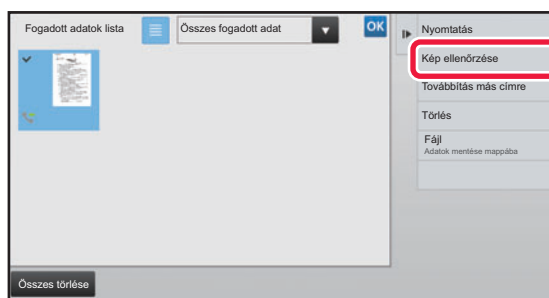 Fogadott adatok lista
Összes fogadott adat
OK
Nyomtatás
Kép ellenőrzése
Továbbítás más címre
Törlés
Fájl
Adatok mentése mappába
Összes törlése